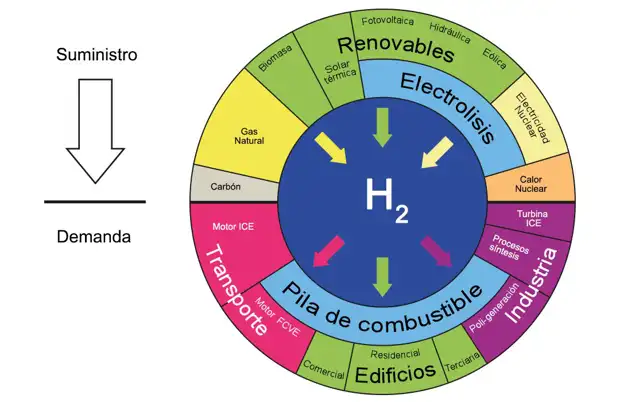 Suministro
Demanda
Fotovoltaica
Hidráulica
Eólica
Renovables
Biomasa
Solar
térmica
Electrolisis
Electricidad
Nuclear
Gas
Natural
Carbón
Calor
Nuclear
H2
Motor ICE
Transporte
Motor FCVE
Turbina
ICE
Procesos
síntesis
Industria
Poli-generación
Pila de combustible
Comercial
Residencial
Edificios
Terciaria